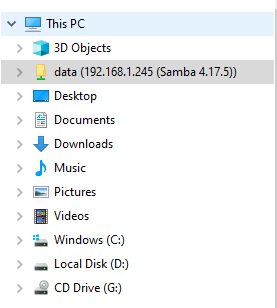 This PC
3D Objects
data (192.168.1.245 (Samba 4.17.5))
Desktop
Documents
Downloads
Music
Pictures
Videos
Windows (C:)
Local Disk (D:)
CD Drive (G:)